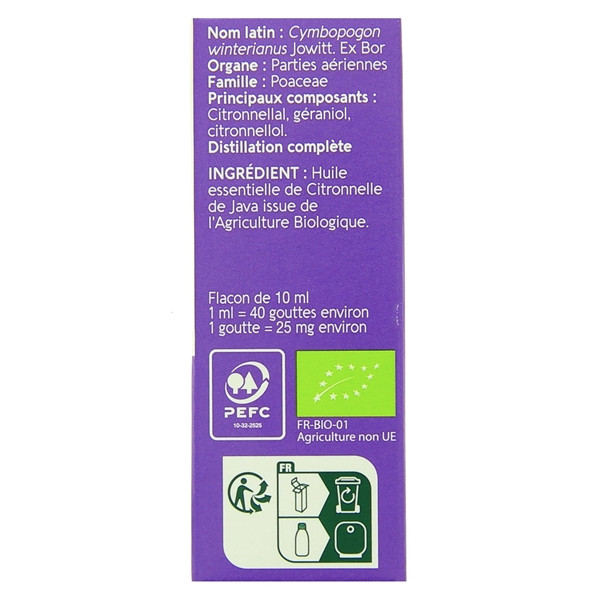 Nom latin : Cymbopogon
winterianus Jowitt. Ex Bor
Organe : Parties aériennes
Famille : Poaceae
Principaux composants :
Citronnellal, géraniol,
citronnellol.
Distillation complète
INGRÉDIENT : Huile
essentielle de Citronnelle
de Java issue de
l'Agriculture Biologique.
Flacon de 10 ml
1 ml = 40 gouttes environ
1 goutte = 25 mg environ
PEFC
10-32-2525
FR-BIO-01
Agriculture non UE
FR